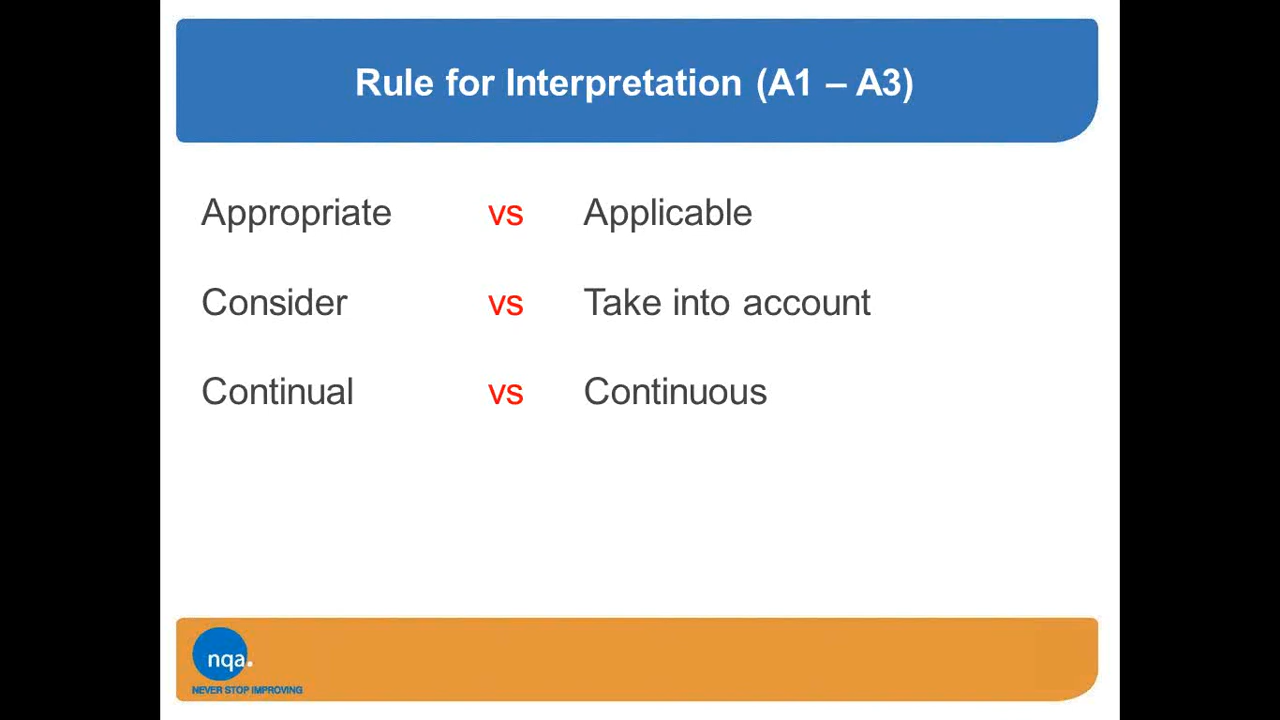 Rule for Interpretation (A1 – A3)
Appropriate vs Applicable
Consider vs Take into account
Continual vs Continuous
nqa.
NEVER STOP IMPROVING